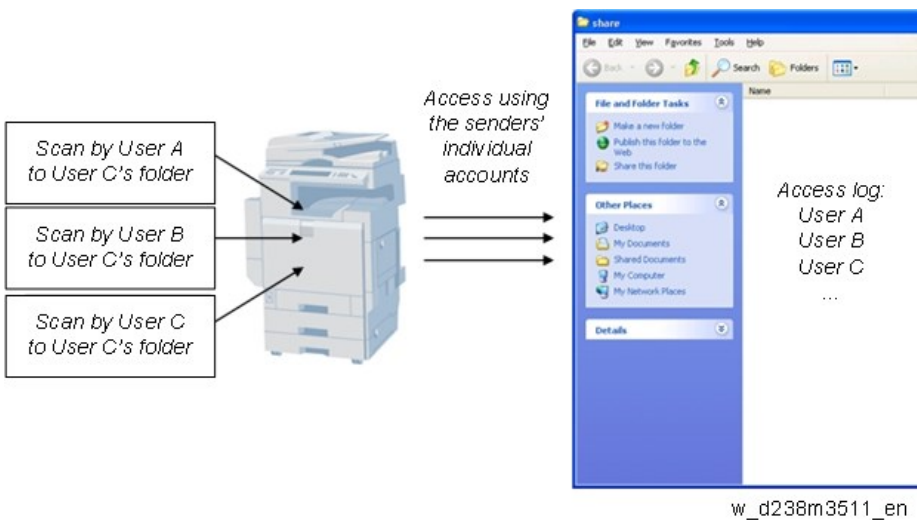 Scan by User A
to User C's folder
Scan by User B
to User C's folder
Scan by User C
to User C's folder
Access using
the senders'
individual
accounts
share
File Edit View Favorites Tools Help
Back Search Folders
Name
File and Folder Tasks
Make a new folder
Publish this folder to the
Web
Share this folder
Other Places
Desktop
My Documents
Shared Documents
My Computer
My Network Places
Details
Access log:
User A
User B
User C
...
w_d238m3511_en